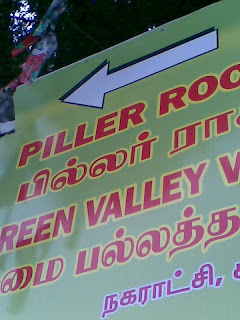 PILLER ROC
பில்லர் ரா
REEN VALLEY V
மை பல்லத்த
நகராட்சி,